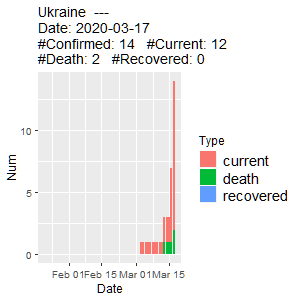 Ukraine  ---
Date: 2020-03-17
#Confirmed: 14   #Current: 12
#Death: 2   #Recovered: 0
Num
10
5
0
Feb 01 Feb 15 Mar 01 Mar 15
Date
Type
current
death
recovered